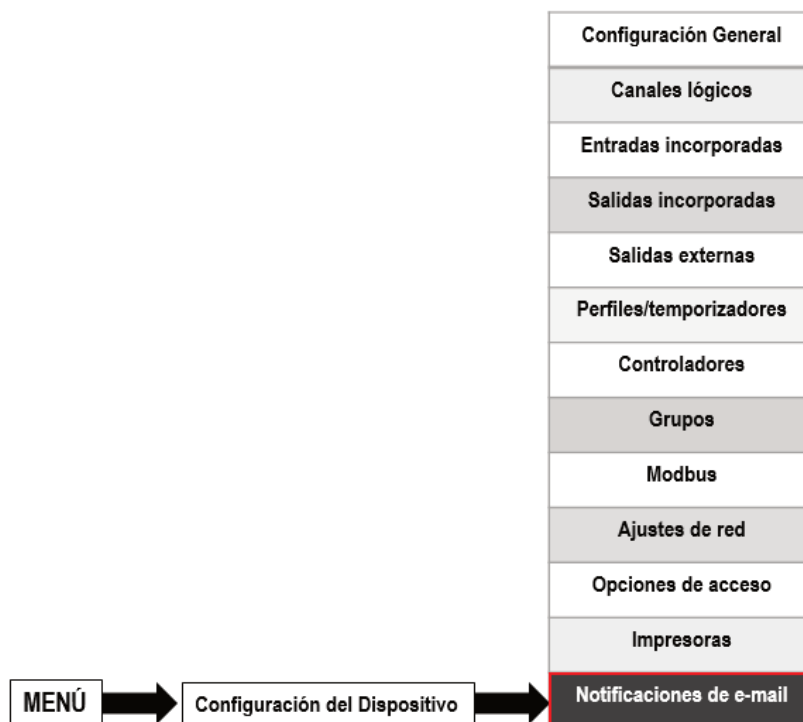 Configuración General
Canales lógicos
Entradas incorporadas
Salidas incorporadas
Salidas externas
Perfiles/temporizadores
Controladores
Grupos
Modbus
Ajustes de red
Opciones de acceso
Impresoras
MENÚ
Configuración del Dispositivo
Notificaciones de e-mail